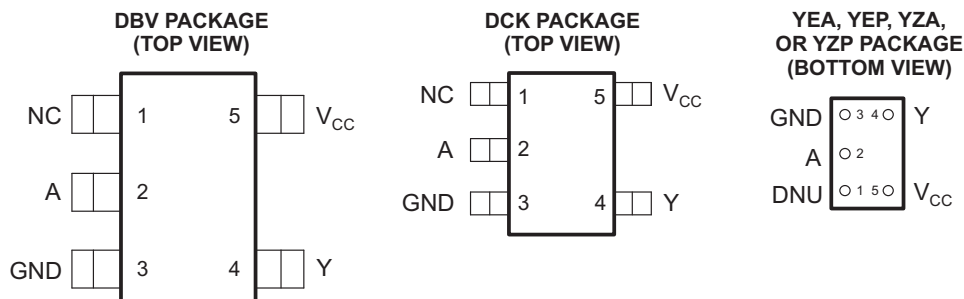 DBV PACKAGE
(TOP VIEW)
NC 1 5 VCC
A 2
GND 3 4 Y
DCK PACKAGE
(TOP VIEW)
NC 1 5 VCC
A 2
GND 3 4 Y
YEA, YEP, YZA,
OR YZP PACKAGE
(BOTTOM VIEW)
GND 3 4 Y
A 2
DNU 1 5 VCC